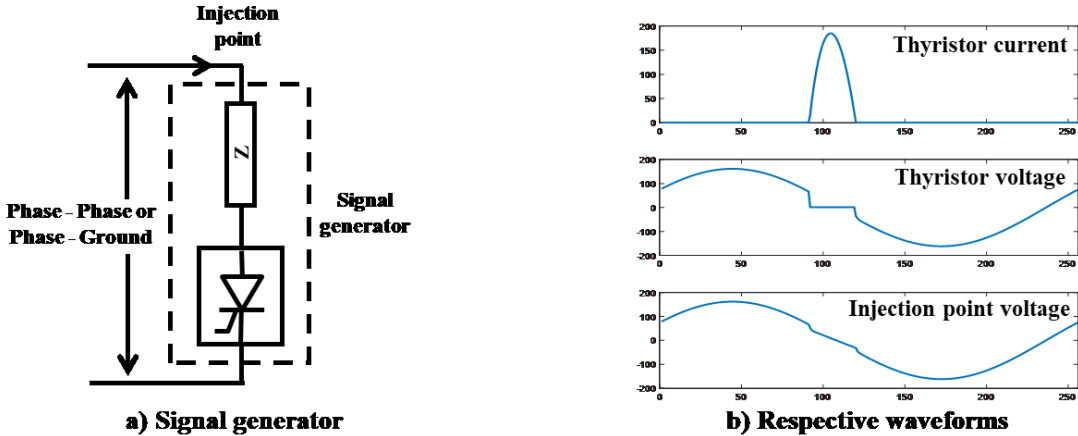 Injection
point
Z
Phase - Phase or
Phase - Ground
Signal
generator
a) Signal generator
Thyristor current
200
150
100
50
0
0 50 100 150 200 250
Thyristor voltage
200
100
0
-100
-200
0 50 100 150 200 250
Injection point voltage
200
100
0
-100
-200
0 50 100 150 200 250
b) Respective waveforms